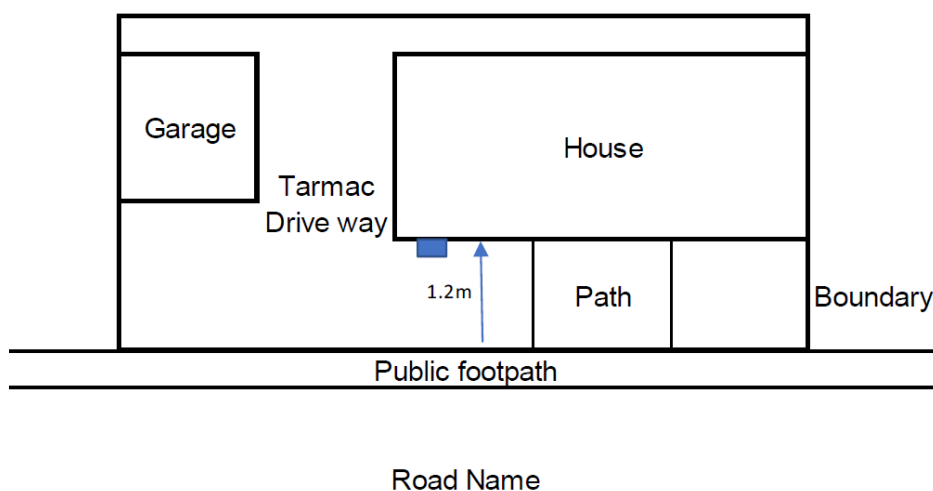 Garage
House
Tarmac
Drive way
1.2m
Path
Boundary
Public footpath
Road Name